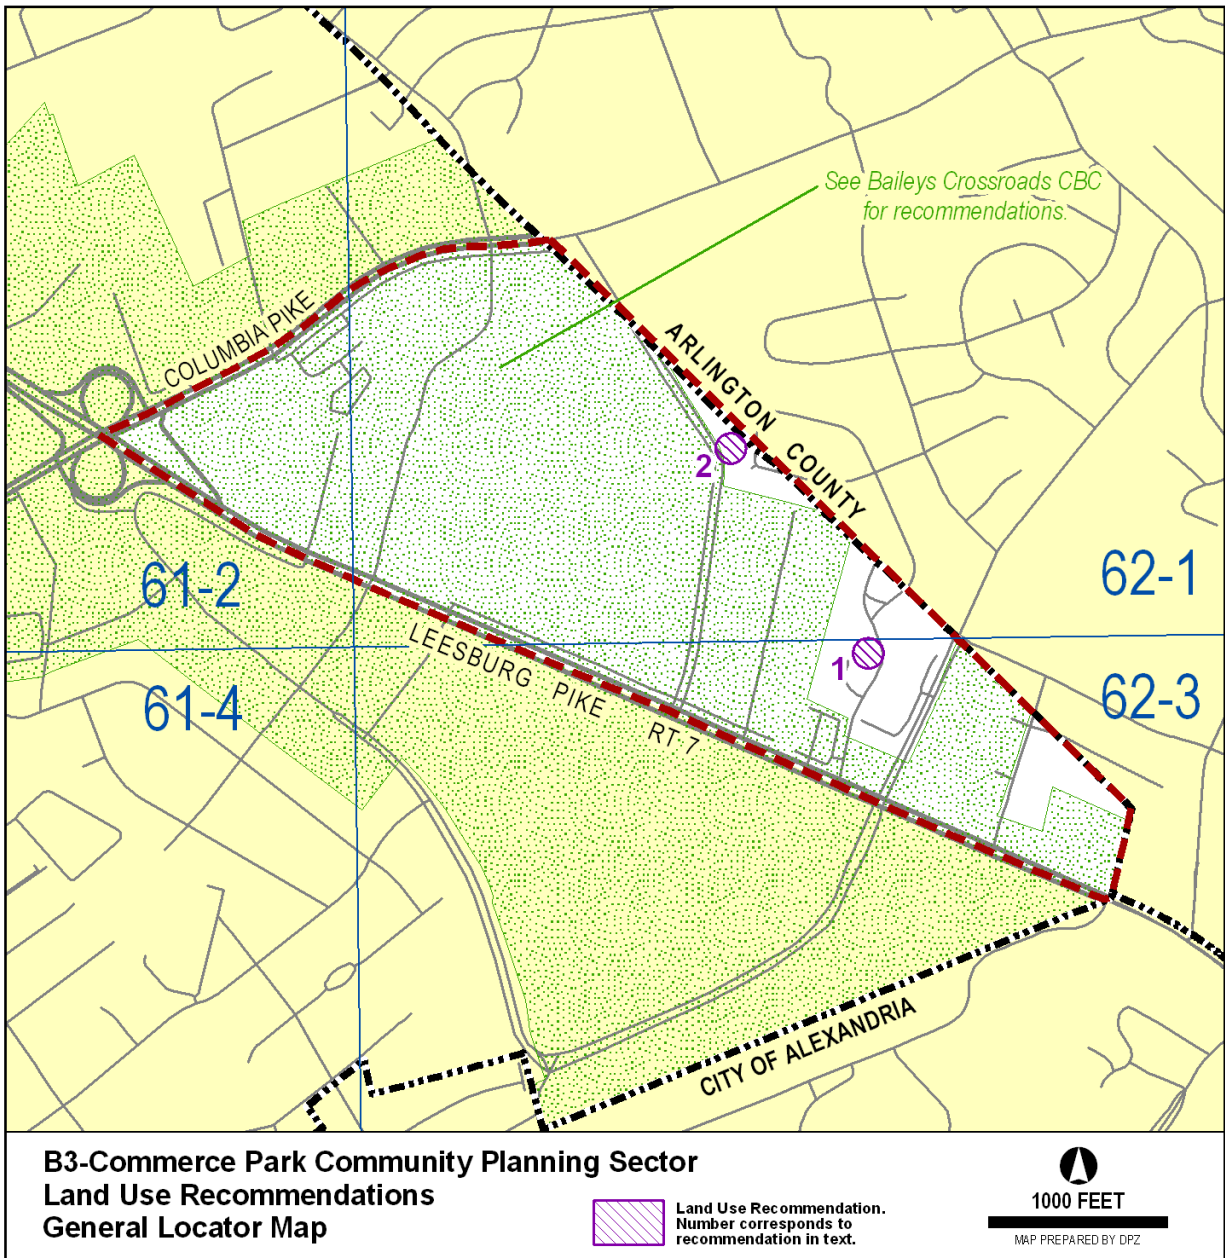 See Baileys Crossroads CBC
for recommendations.
COLUMBIA PIKE
ARLINGTON COUNTY
2
61-2
62-1
LEESBURG PIKE RT 7
1
61-4
62-3
CITY OF ALEXANDRIA
B3-Commerce Park Community Planning Sector
Land Use Recommendations
General Locator Map
Land Use Recommendation.
Number corresponds to
recommendation in text.
1000 FEET
MAP PREPARED BY DPZ